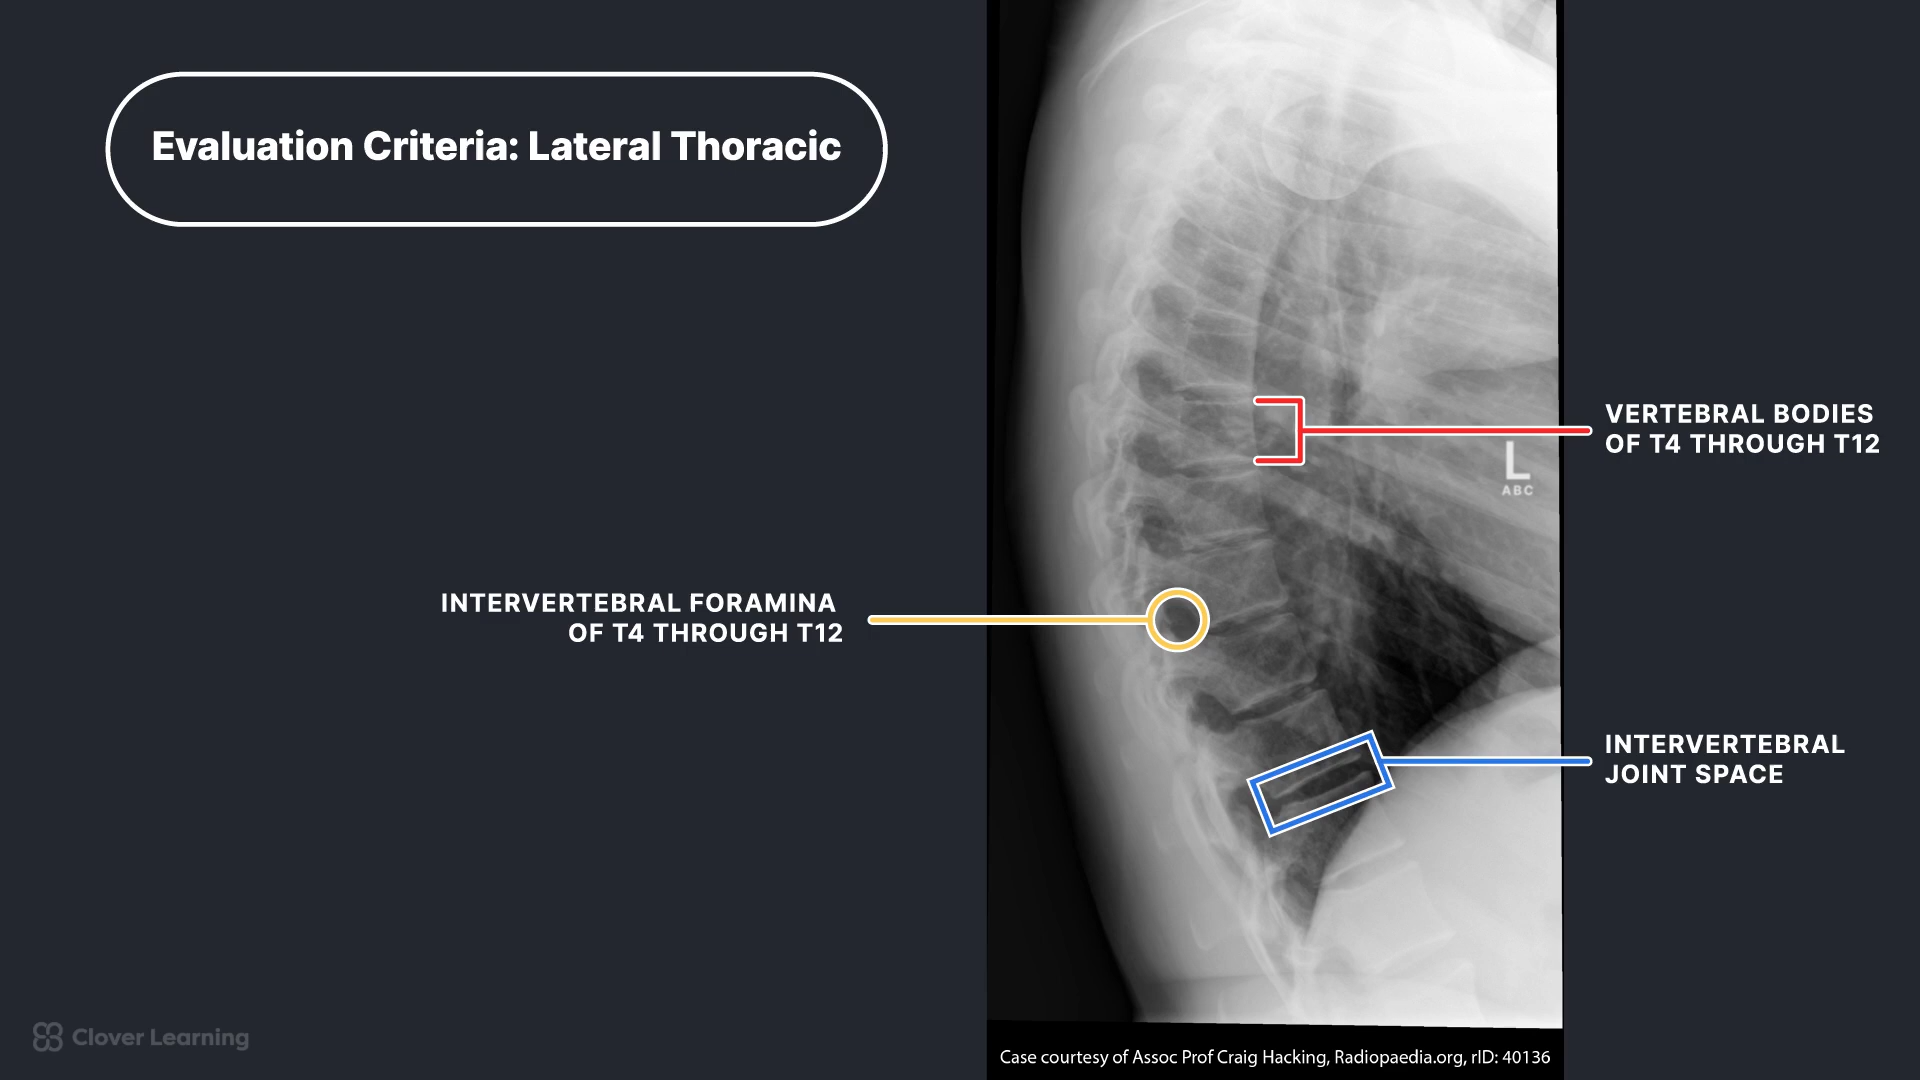 Evaluation Criteria: Lateral Thoracic
VERTEBRAL BODIES
OF T4 THROUGH T12
L
ABC
INTERVERTEBRAL FORAMINA
OF T4 THROUGH T12
INTERVERTEBRAL
JOINT SPACE
Clover Learning
Case courtesy of Assoc Prof Craig Hacking, Radiopaedia.org, rID: 40136